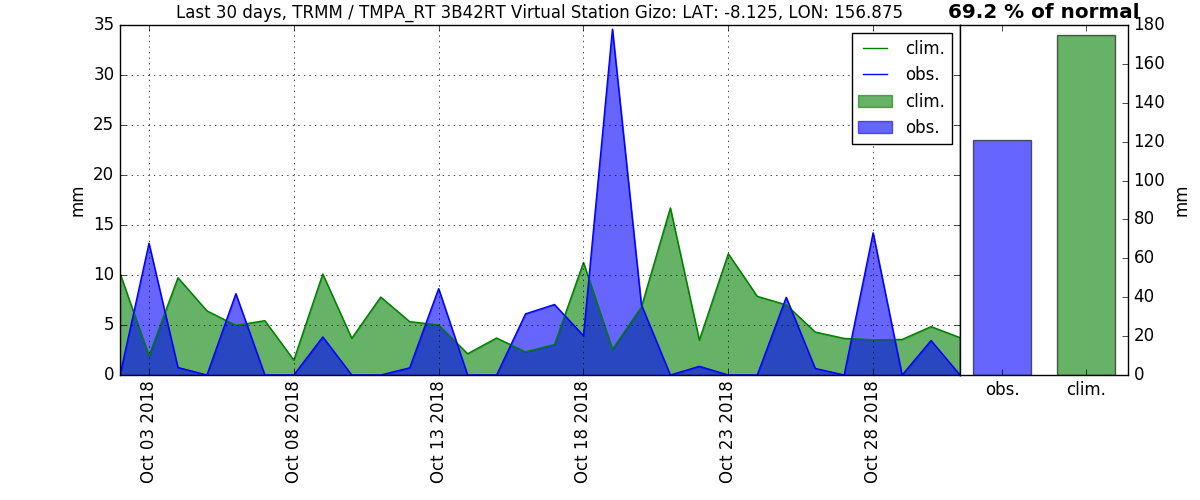 Last 30 days, TRMM / TMPA_RT 3B42RT Virtual Station Gizo: LAT: -8.125, LON: 156.875
69.2 % of normal
35
30
25
20
15
10
5
0
mm
clim.
obs.
clim.
obs.
Oct 03 2018
Oct 08 2018
Oct 13 2018
Oct 18 2018
Oct 23 2018
Oct 28 2018
180
160
140
120
100
80
60
40
20
0
mm
obs.
clim.